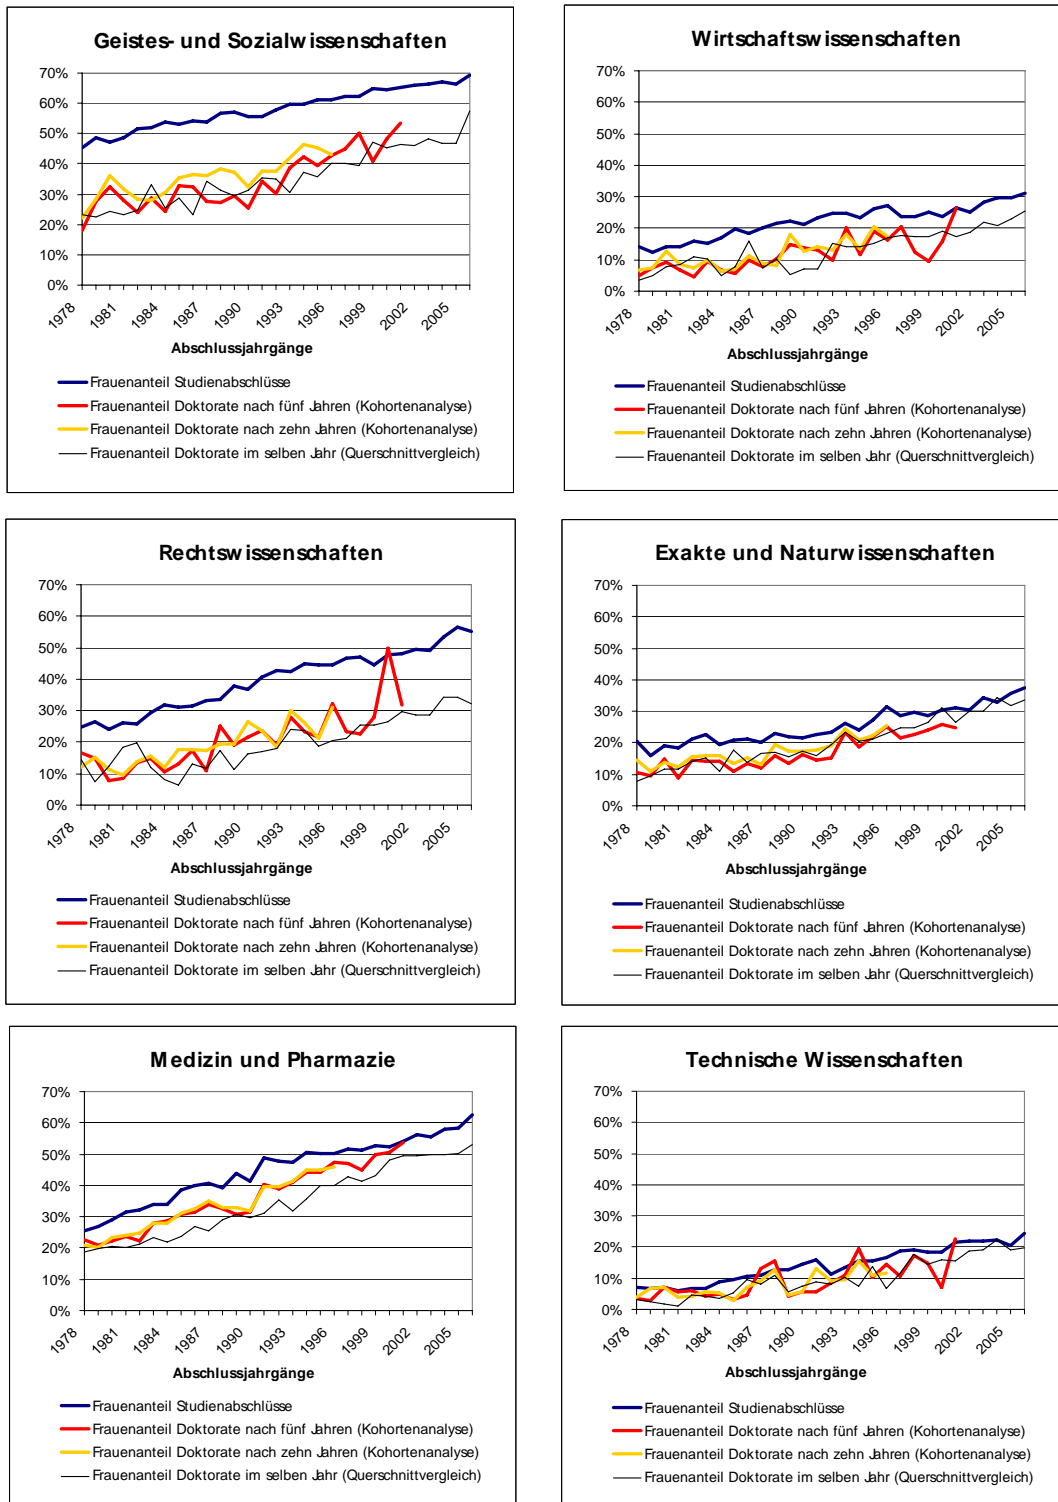 Geistes- und Sozialwissenschaften
70%
60%
50%
40%
30%
20%
10%
0%
1978 1981 1984 1987 1990 1993 1996 1999 2002 2005
Abschlussjahrgänge
Frauenanteil Studienabschlüsse
Frauenanteil Doktorate nach fünf Jahren (Kohortenanalyse)
Frauenanteil Doktorate nach zehn Jahren (Kohortenanalyse)
Frauenanteil Doktorate im selben Jahr (Querschnittvergleich)
Wirtschaftswissenschaften
70%
60%
50%
40%
30%
20%
10%
0%
1978 1981 1984 1987 1990 1993 1996 1999 2002 2005
Abschlussjahrgänge
Frauenanteil Studienabschlüsse
Frauenanteil Doktorate nach fünf Jahren (Kohortenanalyse)
Frauenanteil Doktorate nach zehn Jahren (Kohortenanalyse)
Frauenanteil Doktorate im selben Jahr (Querschnittvergleich)
Rechtswissenschaften
70%
60%
50%
40%
30%
20%
10%
0%
1978 1981 1984 1987 1990 1993 1996 1999 2002 2005
Abschlussjahrgänge
Frauenanteil Studienabschlüsse
Frauenanteil Doktorate nach fünf Jahren (Kohortenanalyse)
Frauenanteil Doktorate nach zehn Jahren (Kohortenanalyse)
Frauenanteil Doktorate im selben Jahr (Querschnittvergleich)
Exakte und Naturwissenschaften
70%
60%
50%
40%
30%
20%
10%
0%
1978 1981 1984 1987 1990 1993 1996 1999 2002 2005
Abschlussjahrgänge
Frauenanteil Studienabschlüsse
Frauenanteil Doktorate nach fünf Jahren (Kohortenanalyse)
Frauenanteil Doktorate nach zehn Jahren (Kohortenanalyse)
Frauenanteil Doktorate im selben Jahr (Querschnittvergleich)
Medizin und Pharmazie
70%
60%
50%
40%
30%
20%
10%
0%
1978 1981 1984 1987 1990 1993 1996 1999 2002 2005
Abschlussjahrgänge
Frauenanteil Studienabschlüsse
Frauenanteil Doktorate nach fünf Jahren (Kohortenanalyse)
Frauenanteil Doktorate nach zehn Jahren (Kohortenanalyse)
Frauenanteil Doktorate im selben Jahr (Querschnittvergleich)
Technische Wissenschaften
70%
60%
50%
40%
30%
20%
10%
0%
1978 1981 1984 1987 1990 1993 1996 1999 2002 2005
Abschlussjahrgänge
Frauenanteil Studienabschlüsse
Frauenanteil Doktorate nach fünf Jahren (Kohortenanalyse)
Frauenanteil Doktorate nach zehn Jahren (Kohortenanalyse)
Frauenanteil Doktorate im selben Jahr (Querschnittvergleich)